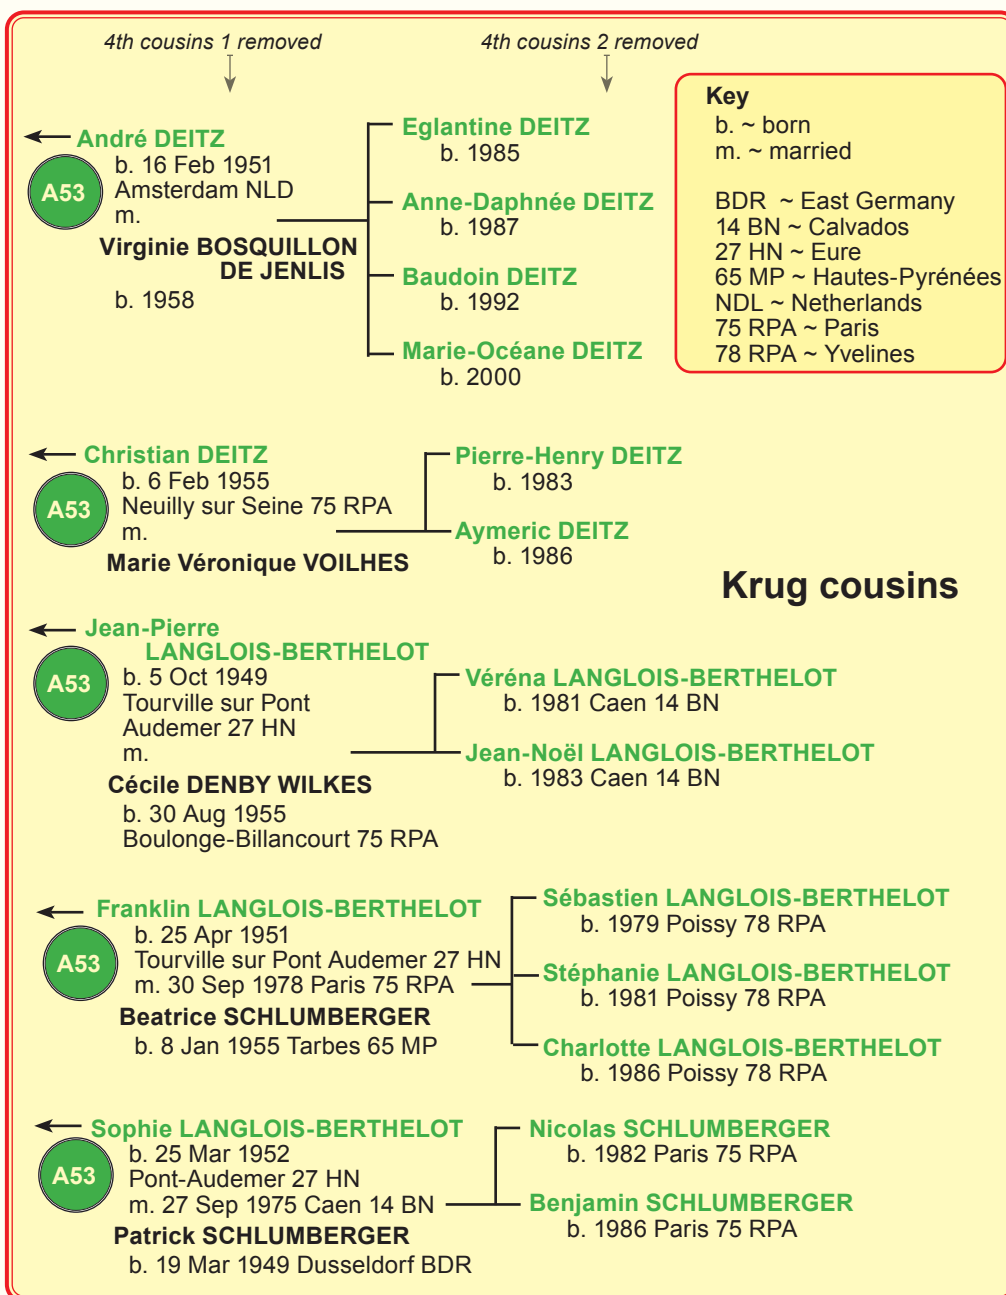 4th cousins 1 removed
4th cousins 2 removed
Key
b. ~ born
m. ~ married
BDR ~ East Germany
14 BN ~ Calvados
27 HN ~ Eure
65 MP ~ Hautes-Pyrénées
NDL ~ Netherlands
75 RPA ~ Paris
78 RPA ~ Yvelines
André DEITZ
A53
b. 16 Feb 1951
Amsterdam NLD
m.
Virginie BOSQUILLON
DE JENLIS
b. 1958
Eglantine DEITZ
b. 1985
Anne-Daphnée DEITZ
b. 1987
Baudoin DEITZ
b. 1992
Marie-Océane DEITZ
b. 2000
Christian DEITZ
A53
b. 6 Feb 1955
Neuilly sur Seine 75 RPA
m.
Marie Véronique VOILHES
Pierre-Henry DEITZ
b. 1983
Aymeric DEITZ
b. 1986
Krug cousins
Jean-Pierre
LANGLOIS-BERTHELOT
A53
b. 5 Oct 1949
Tourville sur Pont
Audemer 27 HN
m.
Cécile DENBY WILKES
b. 30 Aug 1955
Boulonge-Billancourt 75 RPA
Véréna LANGLOIS-BERTHELOT
b. 1981 Caen 14 BN
Jean-Noël LANGLOIS-BERTHELOT
b. 1983 Caen 14 BN
Franklin LANGLOIS-BERTHELOT
A53
b. 25 Apr 1951
Tourville sur Pont Audemer 27 HN
m. 30 Sep 1978 Paris 75 RPA
Beatrice SCHLUMBERGER
b. 8 Jan 1955 Tarbes 65 MP
Sébastien LANGLOIS-BERTHELOT
b. 1979 Poissy 78 RPA
Stéphanie LANGLOIS-BERTHELOT
b. 1981 Poissy 78 RPA
Charlotte LANGLOIS-BERTHELOT
b. 1986 Poissy 78 RPA
Sophie LANGLOIS-BERTHELOT
A53
b. 25 Mar 1952
Pont-Audemer 27 HN
m. 27 Sep 1975 Caen 14 BN
Patrick SCHLUMBERGER
b. 19 Mar 1949 Dusseldorf BDR
Nicolas SCHLUMBERGER
b. 1982 Paris 75 RPA
Benjamin SCHLUMBERGER
b. 1986 Paris 75 RPA